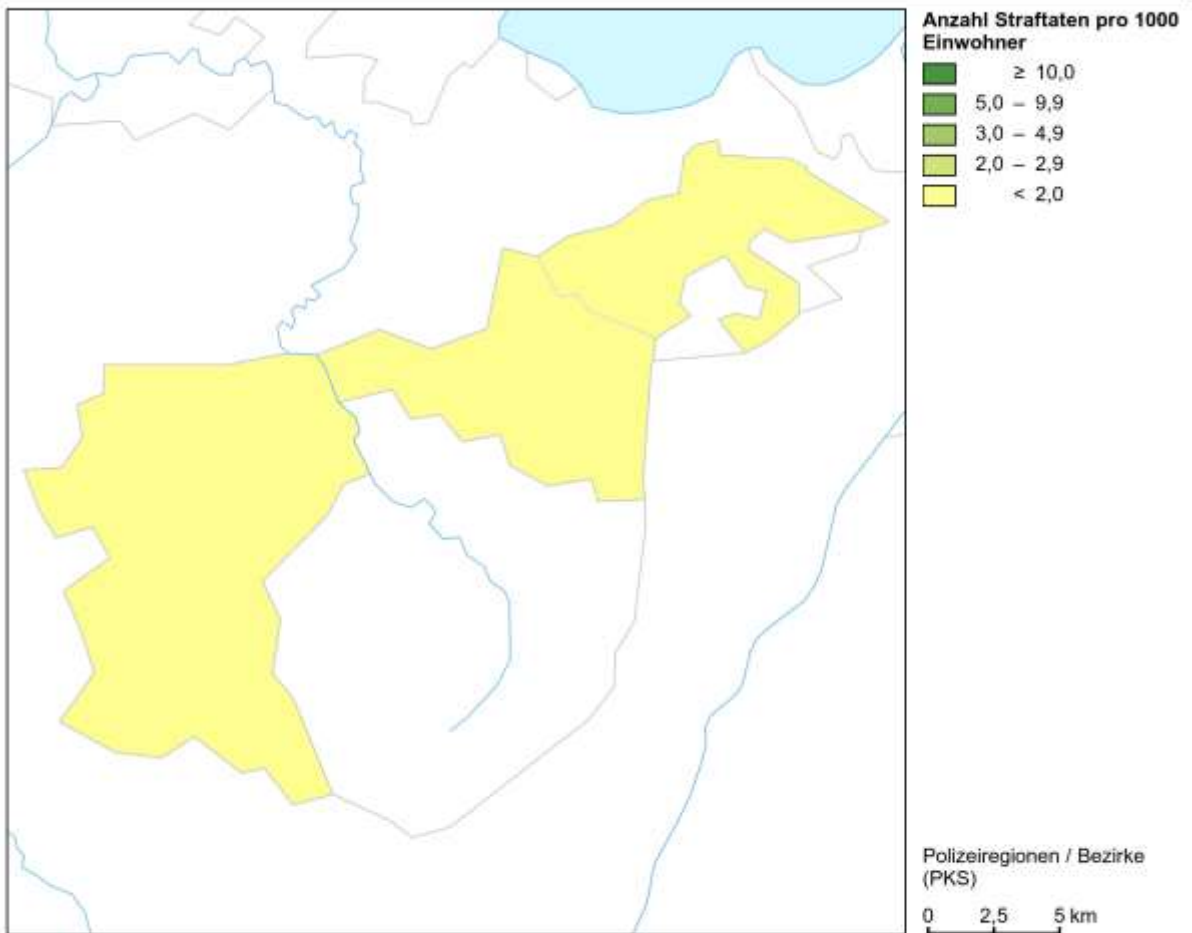 Anzahl Straftaten pro 1000
Einwohner
≥ 10,0
5,0 – 9,9
3,0 – 4,9
2,0 – 2,9
< 2,0
Polizeiregionen / Bezirke
(PKS)
0 2,5 5 km